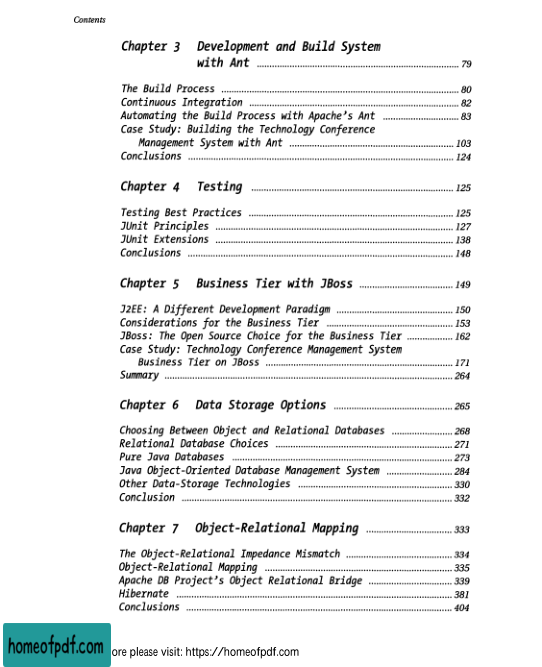 Contents
Chapter 3 Development and Build System
with Ant ........ 79
The Build Process ........ 80
Continuous Integration ........ 82
Automating the Build Process with Apache's Ant ........ 83
Case Study: Building the Technology Conference
Management System with Ant ........ 103
Conclusions ........ 124
Chapter 4 Testing ........ 125
Testing Best Practices ........ 125
JUnit Principles ........ 127
JUnit Extensions ........ 138
Conclusions ........ 148
Chapter 5 Business Tier with JBoss ........ 149
J2EE: A Different Development Paradigm ........ 150
Considerations for the Business Tier ........ 153
JBoss: The Open Source Choice for the Business Tier ........ 162
Case Study: Technology Conference Management System
Business Tier on JBoss ........ 171
Summary ........ 264
Chapter 6 Data Storage Options ........ 265
Choosing Between Object and Relational Databases ........ 268
Relational Database Choices ........ 271
Pure Java Databases ........ 273
Java Object-Oriented Database Management System ........ 284
Other Data-Storage Technologies ........ 330
Conclusion ........ 332
Chapter 7 Object-Relational Mapping ........ 333
The Object-Relational Impedance Mismatch ........ 334
Object-Relational Mapping ........ 335
Apache DB Project's Object Relational Bridge ........ 339
Hibernate ........ 381
Conclusions ........ 404
homeofpdf.com ore please visit: https://homeofpdf.com